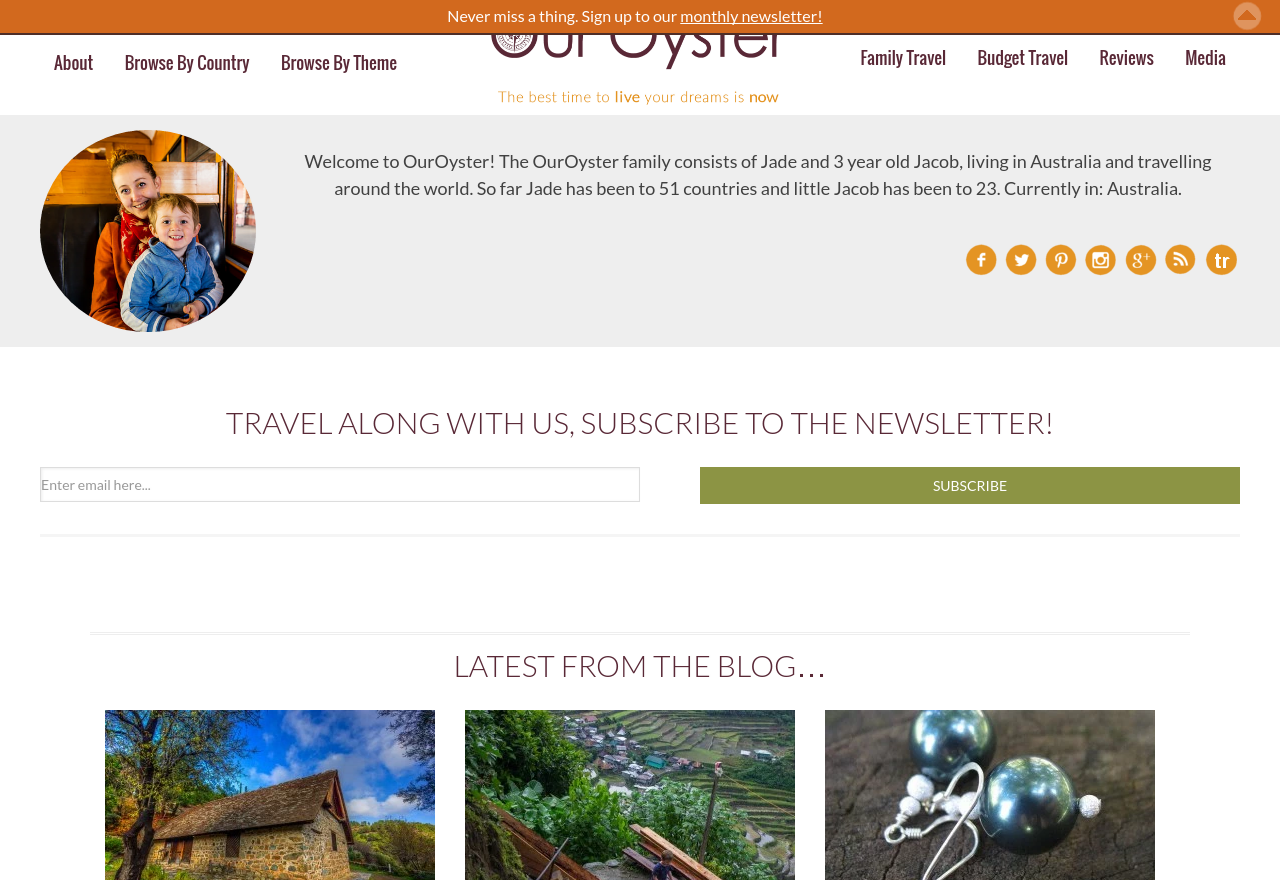 Never miss a thing. Sign up to our monthly newsletter!
Our Oyster
About Browse By Country Browse By Theme
Family Travel Budget Travel Reviews Media
The best time to live your dreams is now
Welcome to OurOyster! The OurOyster family consists of Jade and 3 year old Jacob, living in Australia and travelling
around the world. So far Jade has been to 51 countries and little Jacob has been to 23. Currently in: Australia.
f g+ tr
TRAVEL ALONG WITH US, SUBSCRIBE TO THE NEWSLETTER!
Enter email here...
SUBSCRIBE
LATEST FROM THE BLOG...